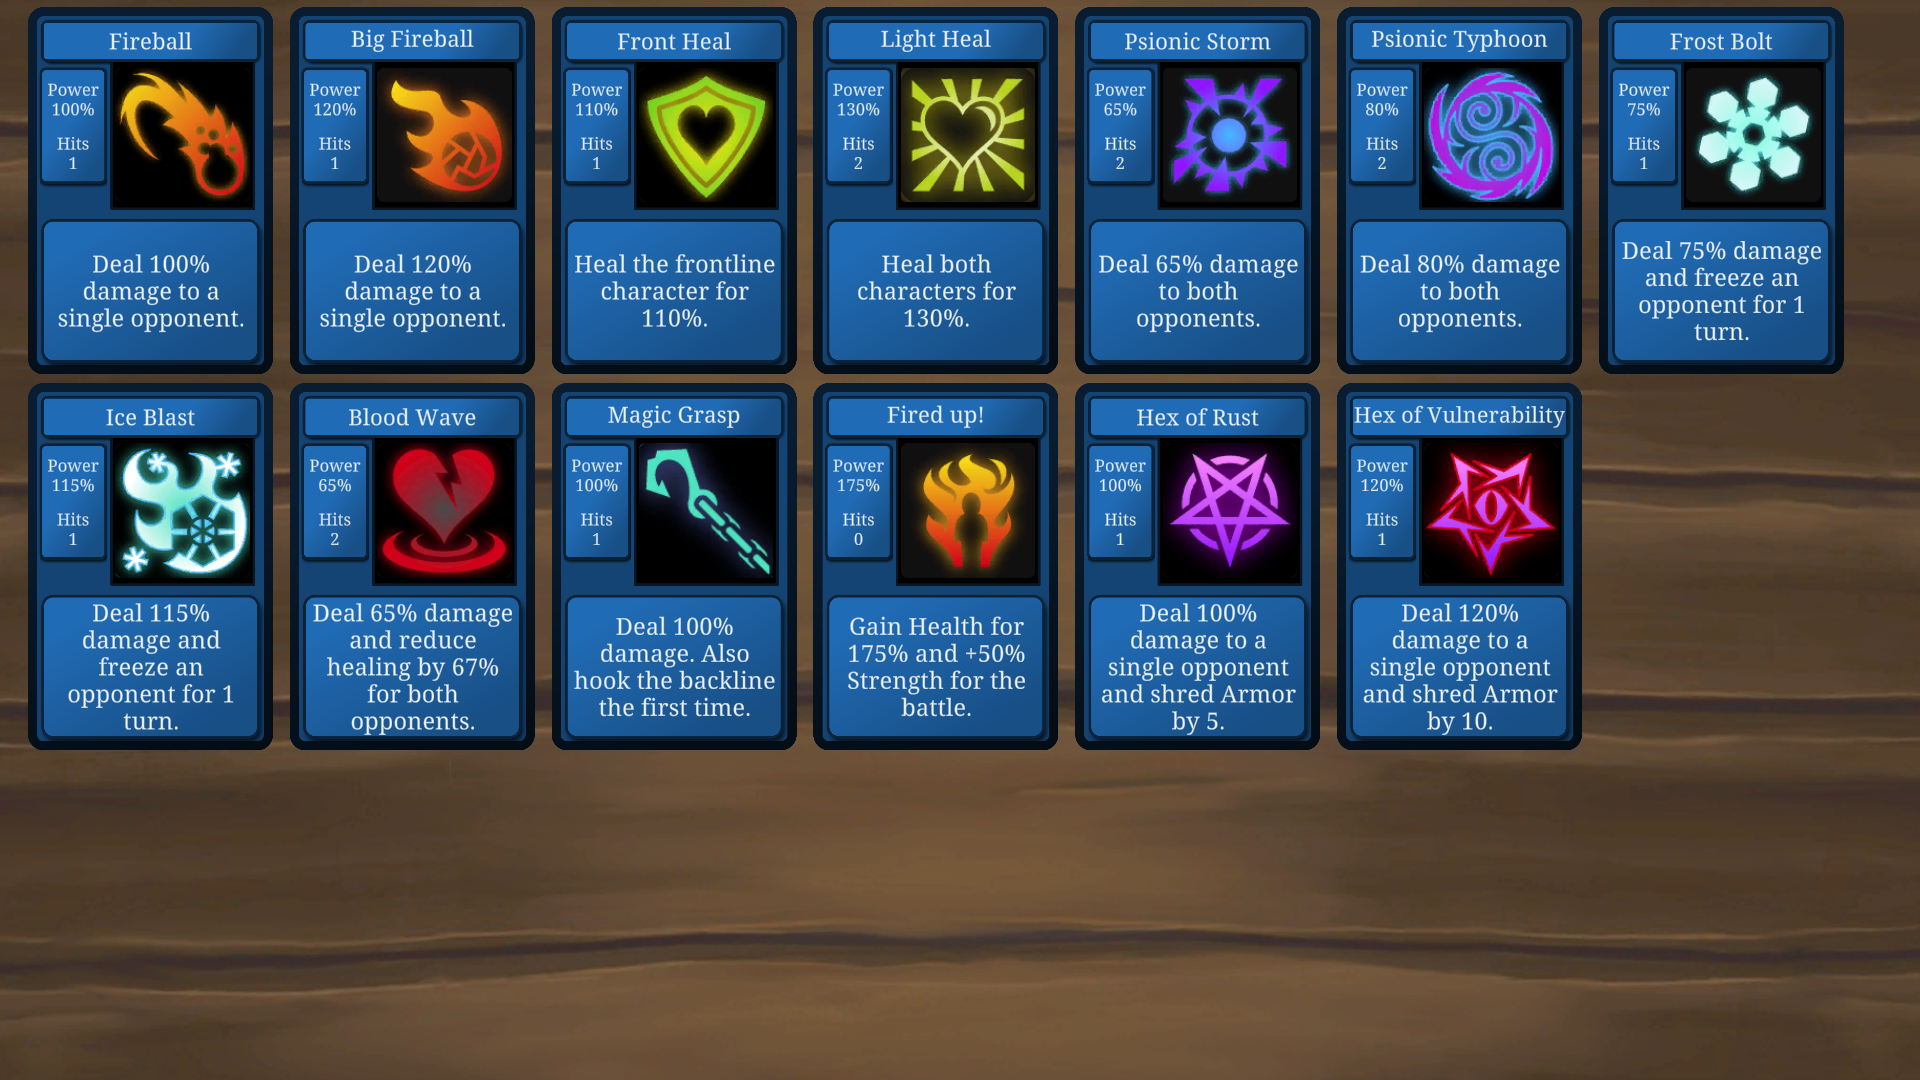 Fireball
Power
100%
Hits
1
Deal 100%
damage to a
single opponent.
Big Fireball
Power
120%
Hits
1
Deal 120%
damage to a
single opponent.
Front Heal
Power
110%
Hits
1
Heal the frontline
character for
110%.
Light Heal
Power
130%
Hits
2
Heal both
characters for
130%.
Psionic Storm
Power
65%
Hits
2
Deal 65% damage
to both
opponents.
Psionic Typhoon
Power
80%
Hits
2
Deal 80% damage
to both
opponents.
Frost Bolt
Power
75%
Hits
1
Deal 75% damage
and freeze an
opponent for 1
turn.
Ice Blast
Power
115%
Hits
1
Deal 115%
damage and
freeze an
opponent for 1
turn.
Blood Wave
Power
65%
Hits
2
Deal 65% damage
and reduce
healing by 67%
for both
opponents.
Magic Grasp
Power
100%
Hits
1
Deal 100%
damage. Also
hook the backline
the first time.
Fired up!
Power
175%
Hits
0
Gain Health for
175% and +50%
Strength for the
battle.
Hex of Rust
Power
100%
Hits
1
Deal 100%
damage to a
single opponent
and shred Armor
by 5.
Hex of Vulnerability
Power
120%
Hits
1
Deal 120%
damage to a
single opponent
and shred Armor
by 10.